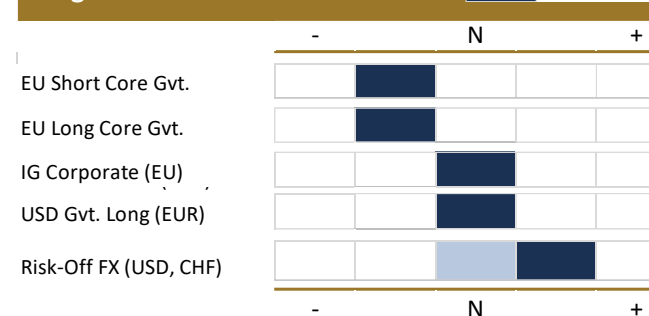 - N +
EU Short Core Gvt.
EU Long Core Gvt.
IG Corporate (EU)
USD Gvt. Long (EUR)
Risk-Off FX (USD, CHF)
- N +